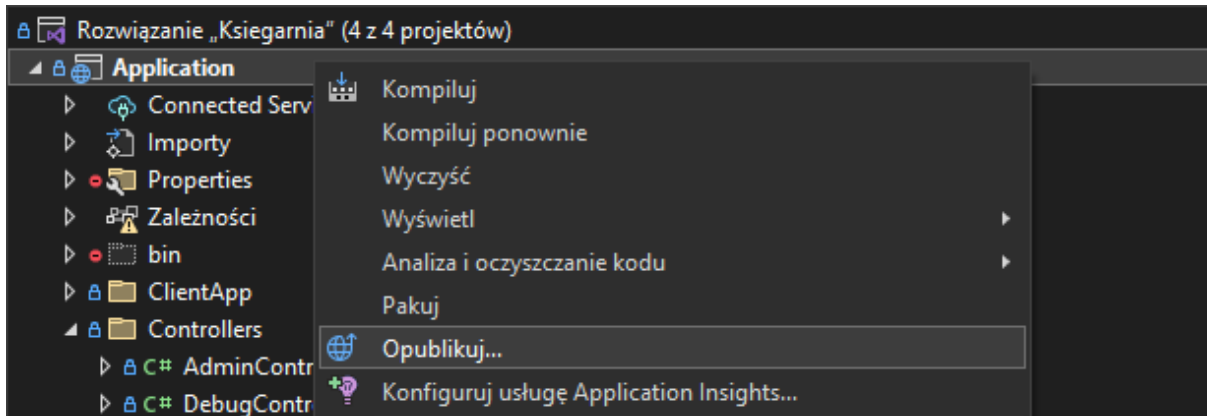 Rozwiązanie „Ksiegarnia” (4 z 4 projektów)
Application
Connected Serv
Importy
Properties
Zależności
bin
ClientApp
Controllers
C# AdminContr
C# DebugContr
Kompiluj
Kompiluj ponownie
Wyczyść
Wyświetl
Analiza i oczyszczanie kodu
Pakuj
Opublikuj...
Konfiguruj usługę Application Insights...